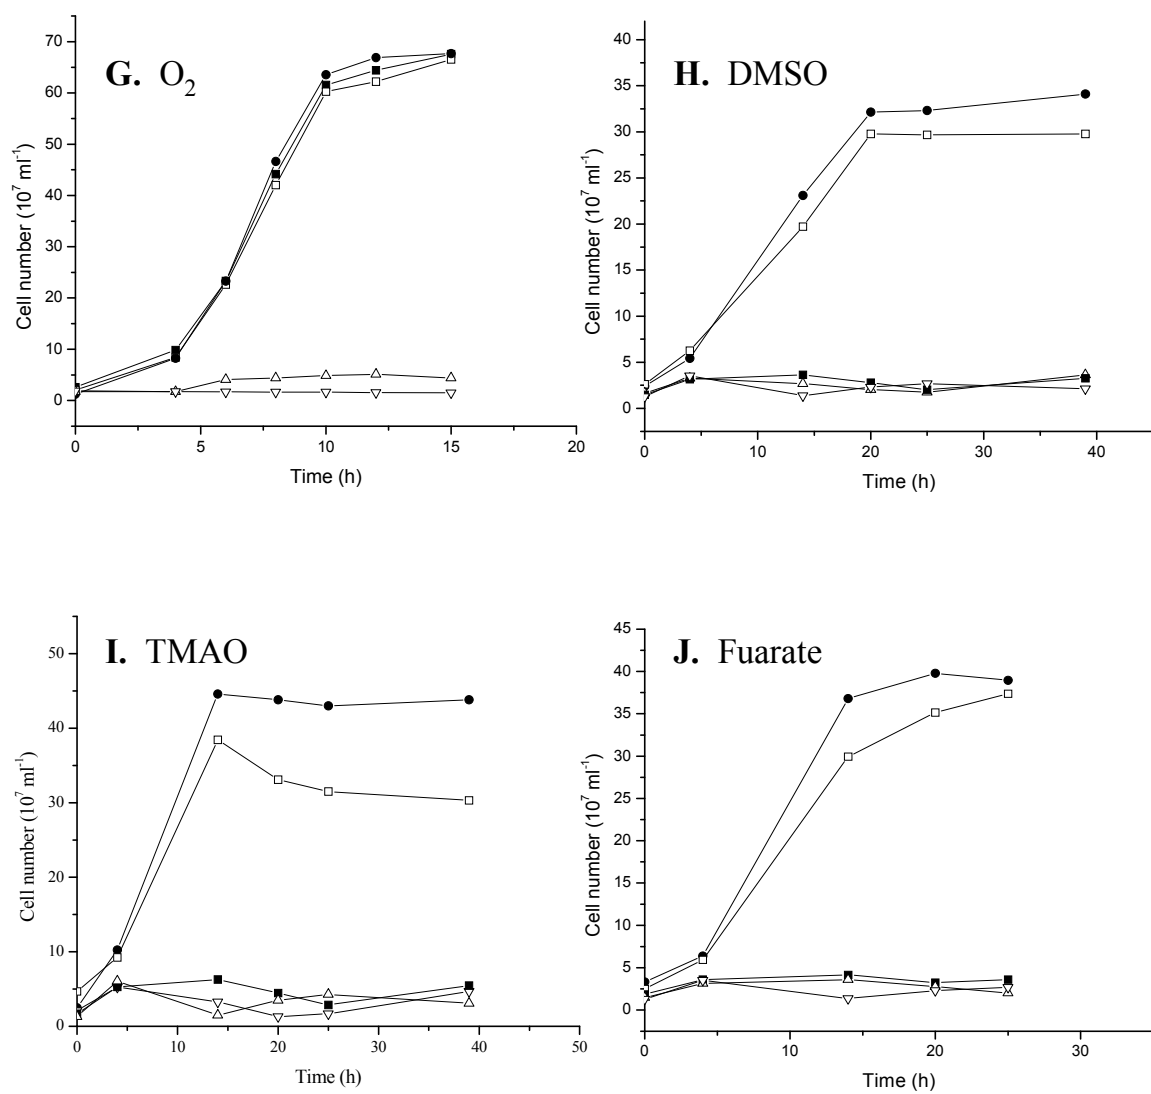 G. O2
70
60
50
40
30
20
10
0
Cell number (10^7 ml^-1)
0 5 10 15 20
Time (h)
H. DMSO
40
35
30
25
20
15
10
5
0
Cell number (10^7 ml^-1)
0 10 20 30 40
Time (h)
I. TMAO
50
40
30
20
10
0
Cell number (10^7 ml^-1)
0 10 20 30 40 50
Time (h)
J. Fuarate
45
40
35
30
25
20
15
10
5
0
Cell number (10^7 ml^-1)
0 10 20 30
Time (h)